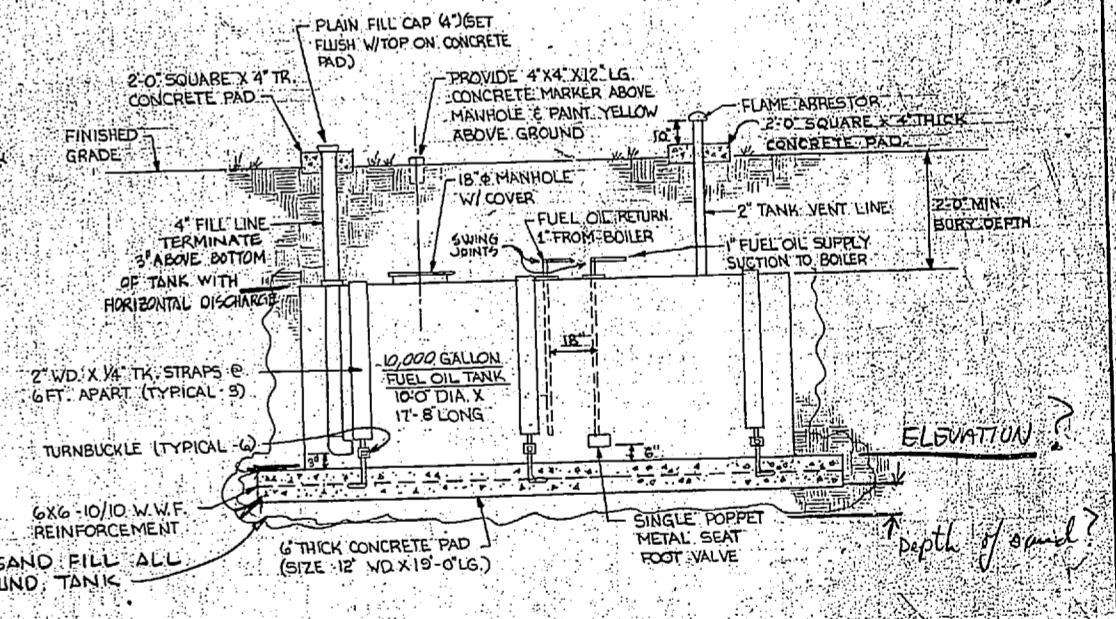 PLAIN FILL CAP (4") (SET
FLUSH W/TOP ON CONCRETE
PAD)
2'-0" SQUARE X 4" TK.
CONCRETE PAD
PROVIDE 4"X4"X12" LG.
CONCRETE MARKER ABOVE
MANHOLE & PAINT YELLOW
ABOVE GROUND
FLAME ARRESTOR
2'-0" SQUARE X 4" THICK
CONCRETE PAD
10"
FINISHED
GRADE
18"⌀ MANHOLE
W/ COVER
4" FILL LINE
TERMINATE
3" ABOVE BOTTOM
OF TANK WITH
HORIZONTAL DISCHARGE
SWING
JOINTS
FUEL OIL RETURN
1" FROM BOILER
2" TANK VENT LINE
1" FUEL OIL SUPPLY
SUCTION TO BOILER
2'-0" MIN.
BURY DEPTH
18"
2" WD. X 1/4" TK. STRAPS @
6 FT. APART (TYPICAL-3)
10,000 GALLON
FUEL OIL TANK
10'-0" DIA. X
17'-8" LONG
TURNBUCKLE (TYPICAL-6)
3"
6"
ELEVATION ?
6X6-10/10 W.W.F.
REINFORCEMENT
SAND FILL ALL
UND TANK
6" THICK CONCRETE PAD
(SIZE 12' WD X 19'-0" LG.)
SINGLE POPPET
METAL SEAT
FOOT VALVE
Depth of sand?